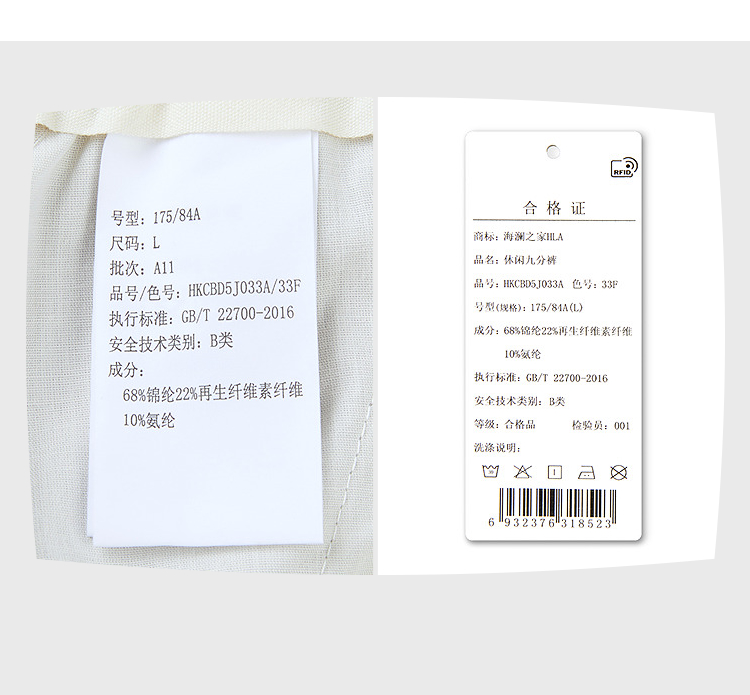 号型: 175/84A
尺码: L
批次: A11
品号/色号: HKCBD5J033A/33F
执行标准: GB/T 22700-2016
安全技术类别: B类
成分:
68%锦纶22%再生纤维素纤维
10%氨纶
RFID
合格证
商标: 海澜之家HLA
品名: 休闲九分裤
品号: HKCBD5J033A 色号: 33F
号型(规格): 175/84A(L)
成分: 68%锦纶22%再生纤维素纤维
10%氨纶
执行标准: GB/T 22700-2016
安全技术类别: B类
等级: 合格品 检验员: 001
洗涤说明:
6 932376 318523